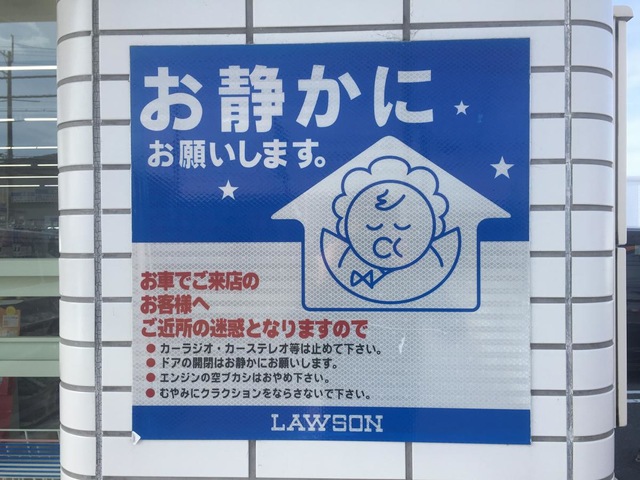 お静かに
お願いします。
お車でご来店の
お客様へ
ご近所の迷惑となりますので
● カーラジオ・カーステレオ等は止めて下さい。
● ドアの開閉はお静かにお願いします。
● エンジンの空ブカシはおやめ下さい。
● むやみにクラクションをならさないで下さい。
LAWSON